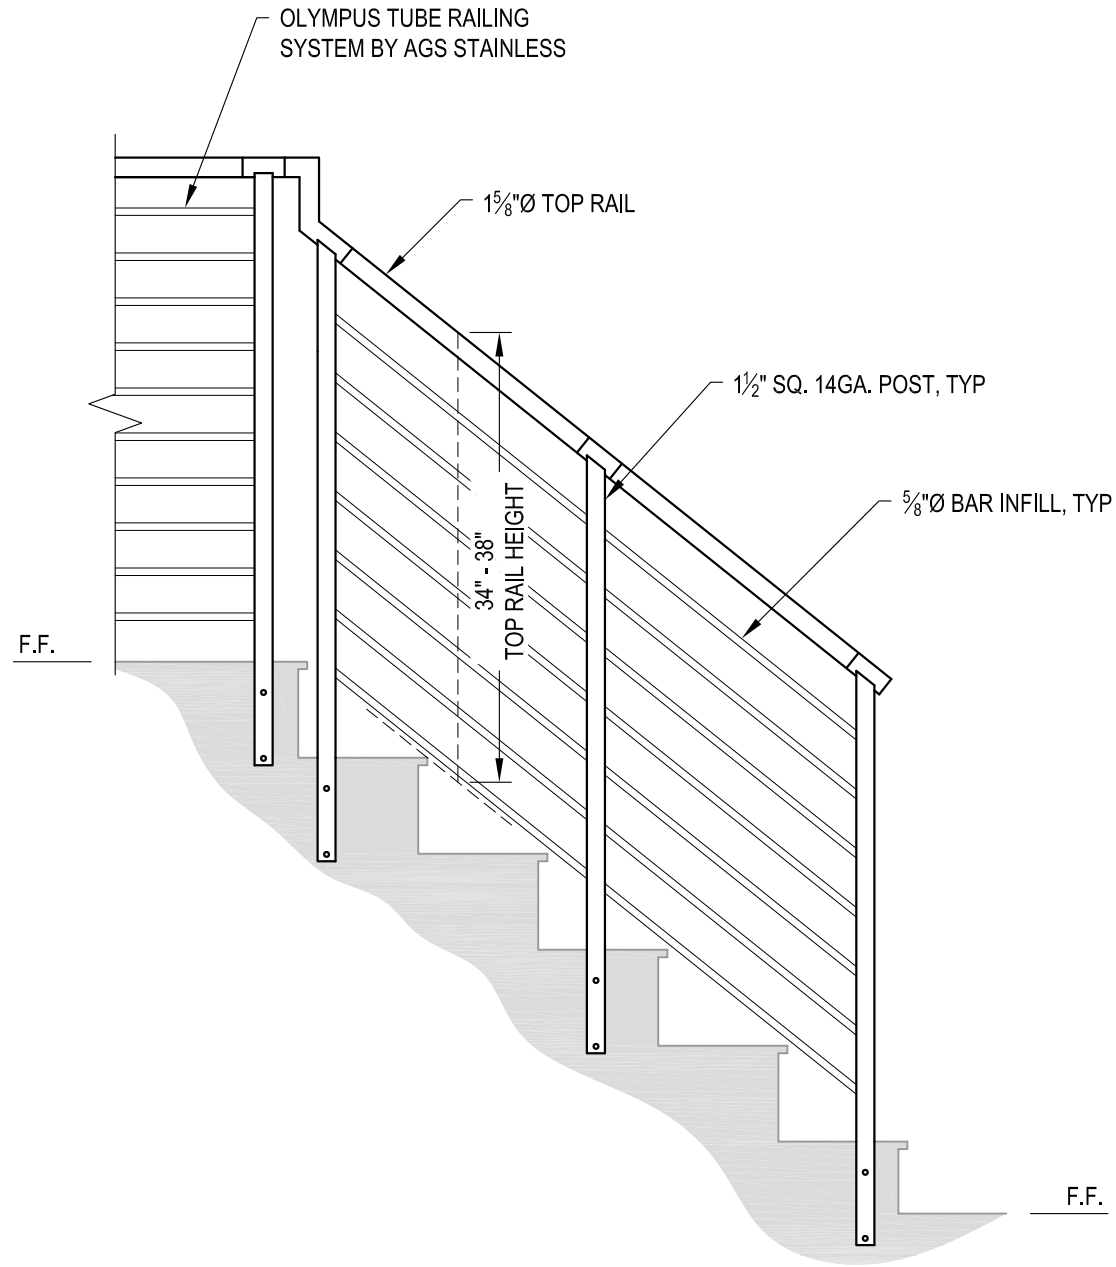 OLYMPUS TUBE RAILING
SYSTEM BY AGS STAINLESS
1⅝"Ø TOP RAIL
1½" SQ. 14GA. POST, TYP
⅝"Ø BAR INFILL, TYP
34" - 38"
TOP RAIL HEIGHT
F.F.
F.F.